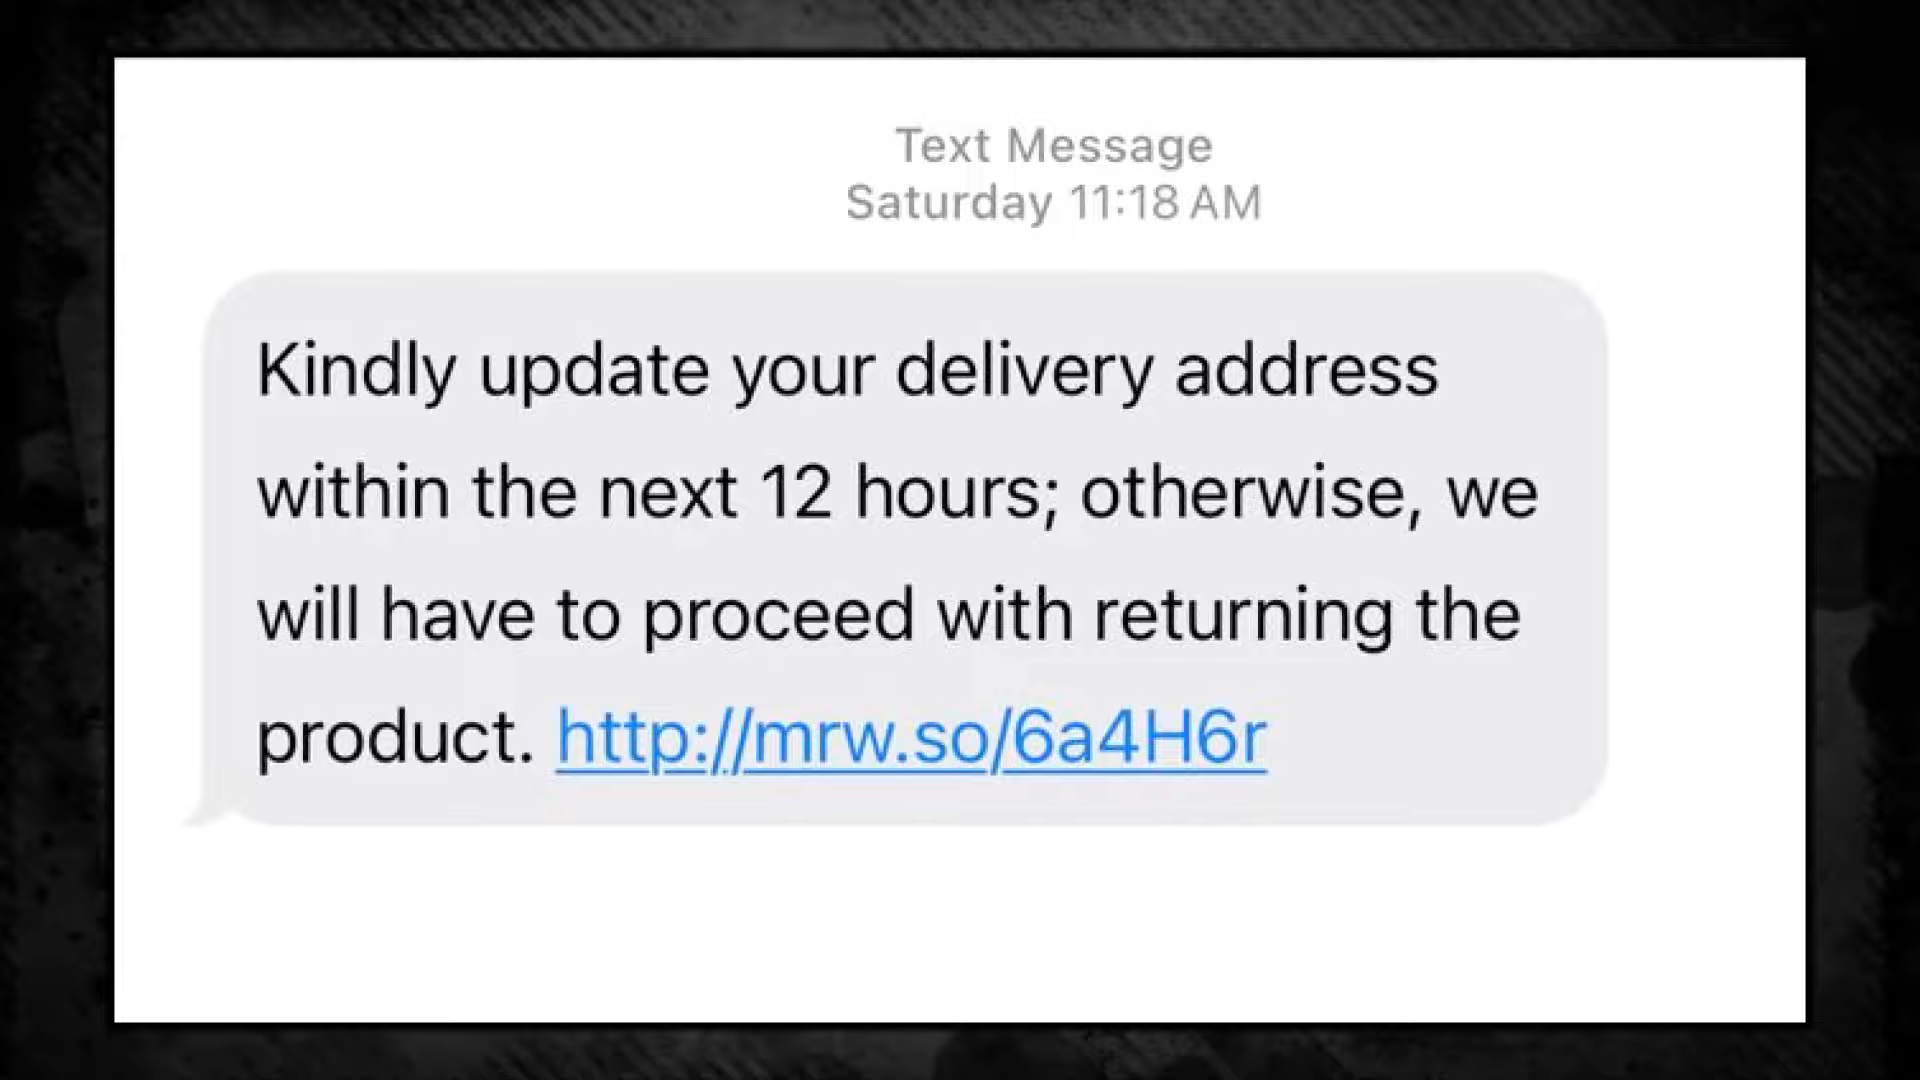 Text Message
Saturday 11:18 AM
Kindly update your delivery address
within the next 12 hours; otherwise, we
will have to proceed with returning the
product. http://mrw.so/6a4H6r